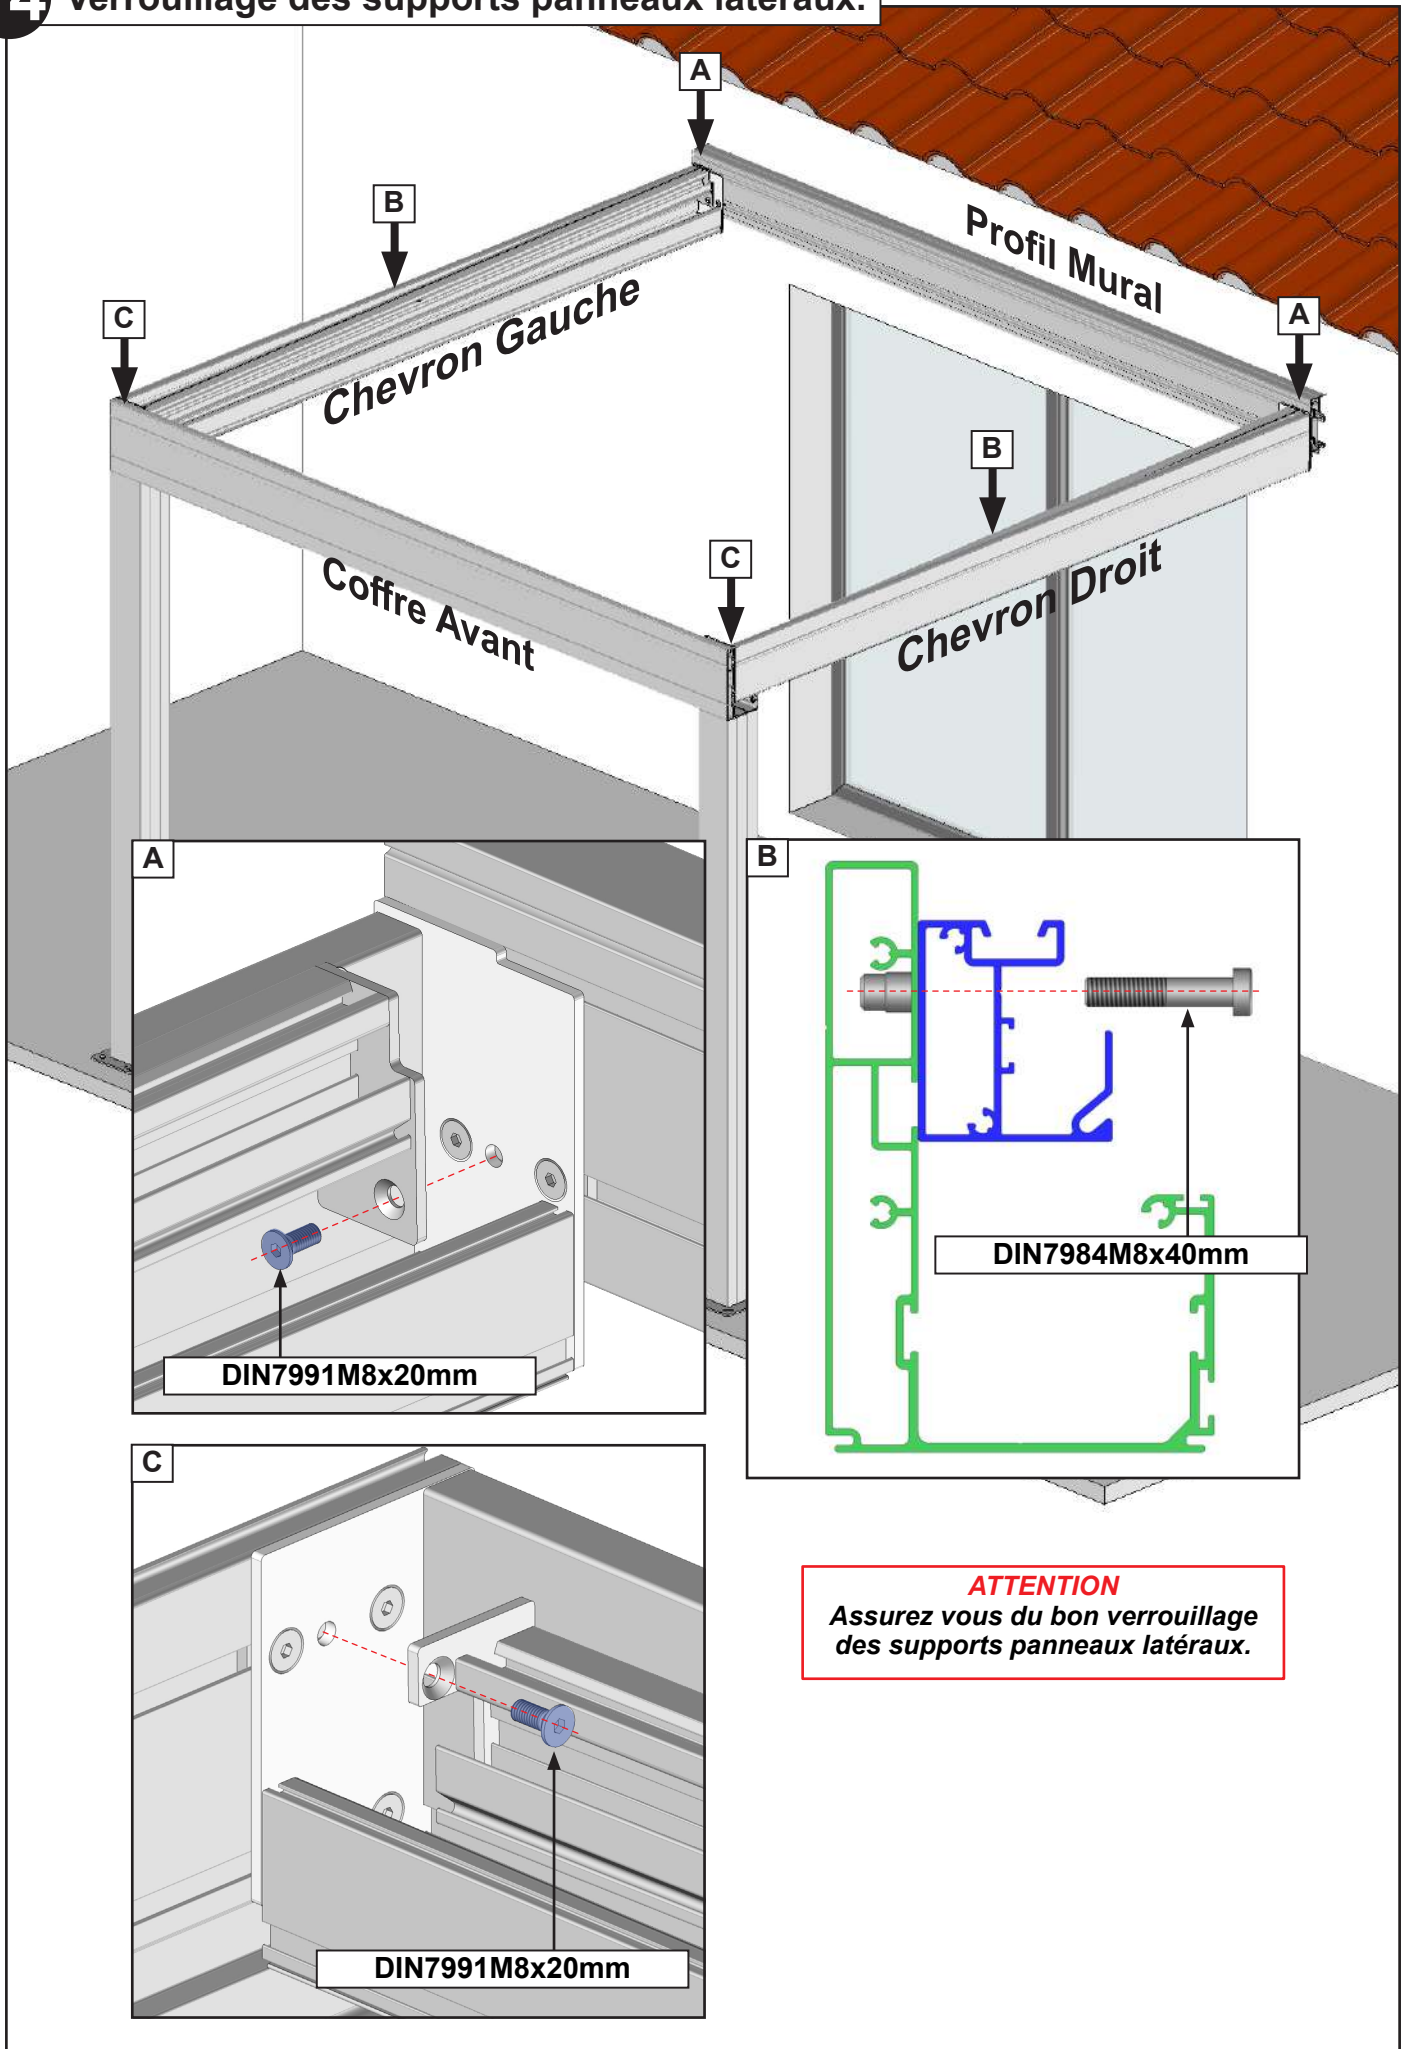 4 Verrouillage des supports panneaux latéraux.
A
B
Profil Mural
C
A
Chevron Gauche
B
C
Coffre Avant
Chevron Droit
A
DIN7991M8x20mm
B
DIN7984M8x40mm
C
DIN7991M8x20mm
ATTENTION
Assurez vous du bon verrouillage
des supports panneaux latéraux.